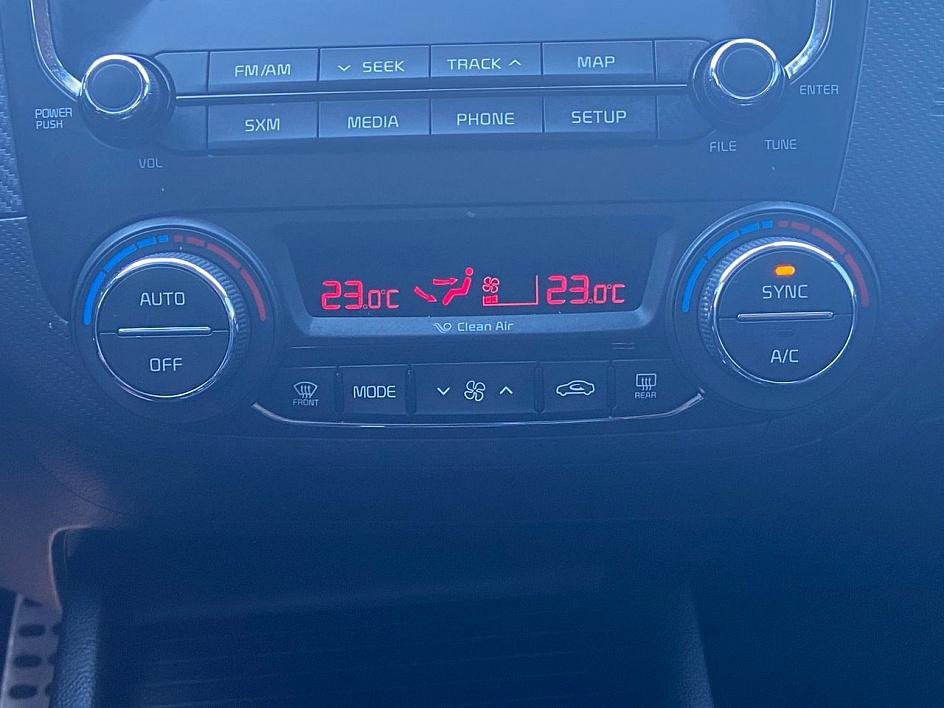 FM/AM SEEK TRACK MAP
POWER
PUSH
ENTER
SXM MEDIA PHONE SETUP
VOL
FILE TUNE
AUTO
OFF
23.0°C 23.0°C
Clean Air
SYNC
A/C
FRONT
MODE
REAR